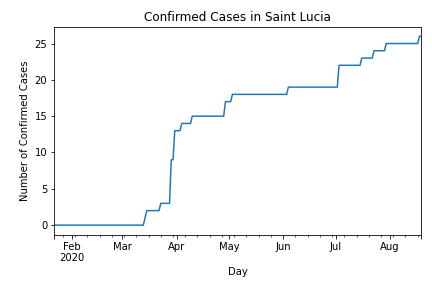 Confirmed Cases in Saint Lucia
Number of Confirmed Cases
25
20
15
10
5
0
Feb
2020
Mar
Apr
May
Jun
Jul
Aug
Day